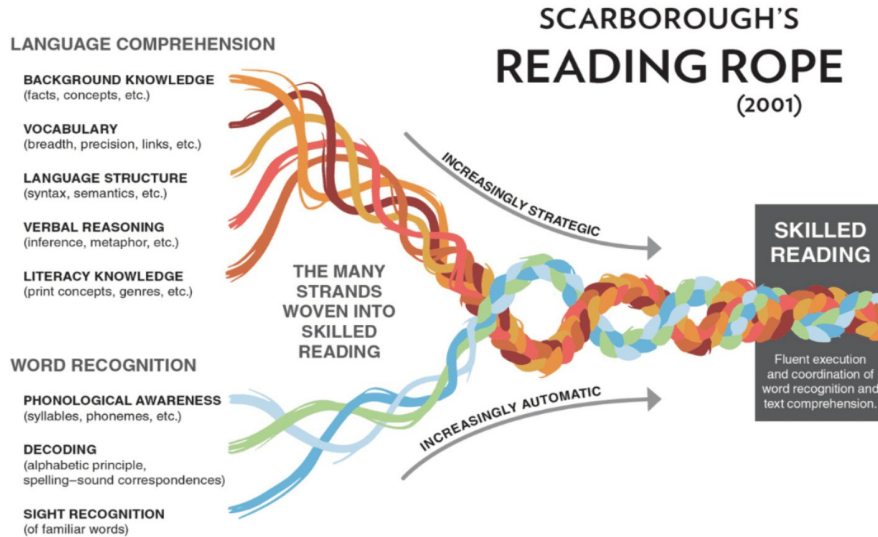 SCARBOROUGH'S
READING ROPE
(2001)
LANGUAGE COMPREHENSION
BACKGROUND KNOWLEDGE
(facts, concepts, etc.)
VOCABULARY
(breadth, precision, links, etc.)
LANGUAGE STRUCTURE
(syntax, semantics, etc.)
VERBAL REASONING
(inference, metaphor, etc.)
LITERACY KNOWLEDGE
(print concepts, genres, etc.)
WORD RECOGNITION
PHONOLOGICAL AWARENESS
(syllables, phonemes, etc.)
DECODING
(alphabetic principle,
spelling–sound correspondences)
SIGHT RECOGNITION
(of familiar words)
THE MANY
STRANDS
WOVEN INTO
SKILLED
READING
INCREASINGLY STRATEGIC
INCREASINGLY AUTOMATIC
SKILLED
READING
Fluent execution
and coordination of
word recognition and
text comprehension.